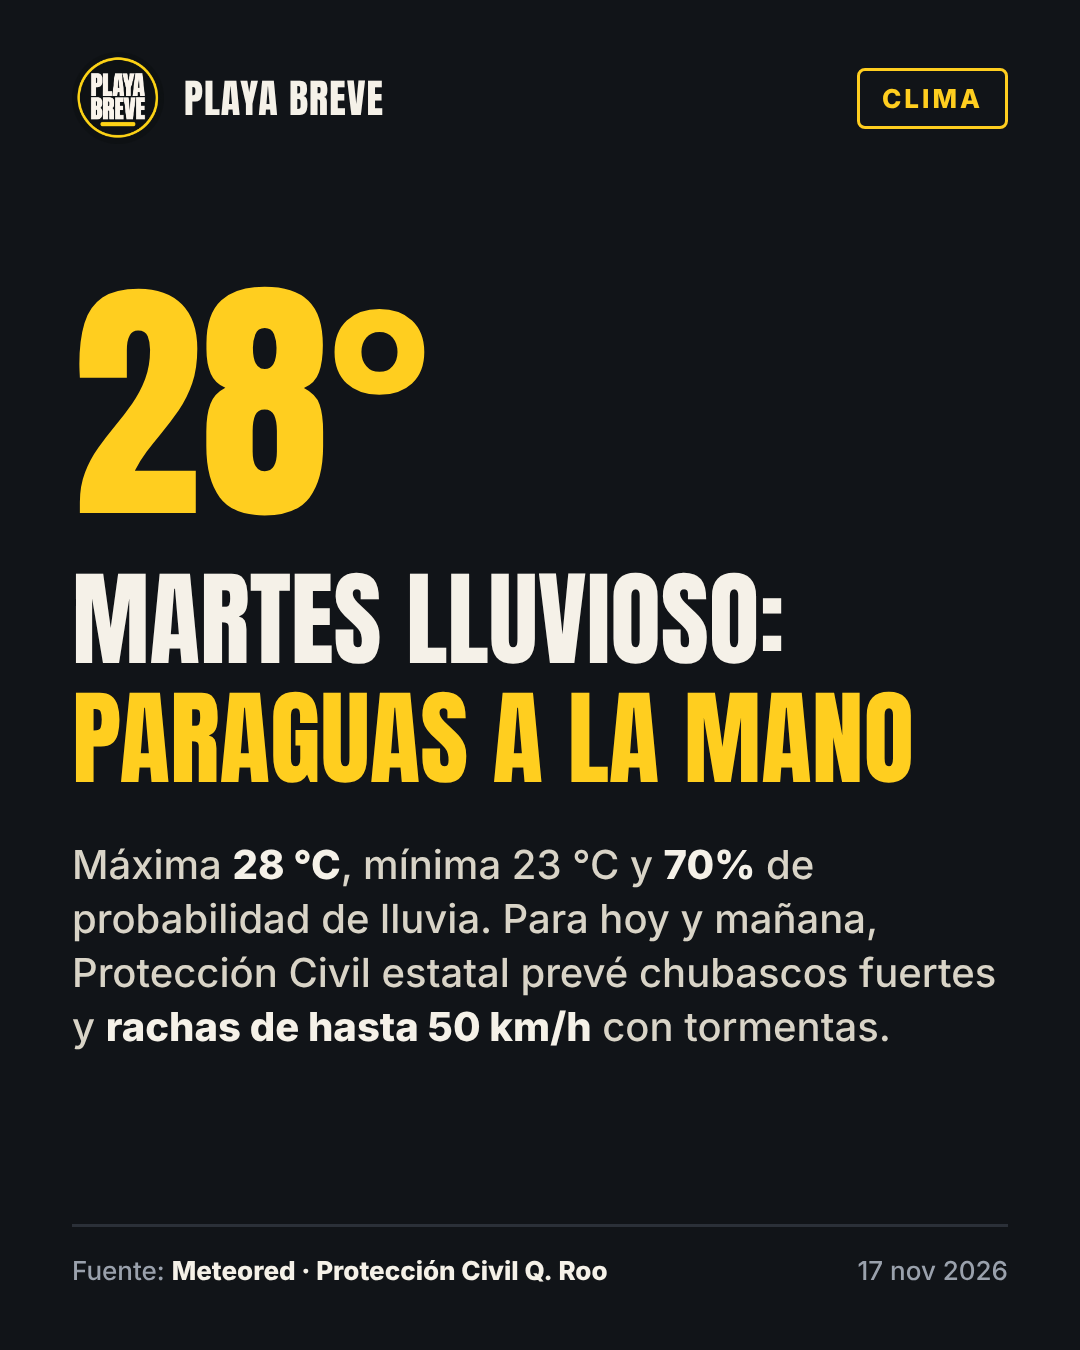 PLAYA
BREVE
PLAYA BREVE
CLIMA
28°
MARTES LLUVIOSO:
PARAGUAS A LA MANO
Máxima 28 °C, mínima 23 °C y 70% de
probabilidad de lluvia. Para hoy y mañana,
Protección Civil estatal prevé chubascos fuertes
y rachas de hasta 50 km/h con tormentas.
Fuente: Meteored · Protección Civil Q. Roo
17 nov 2026